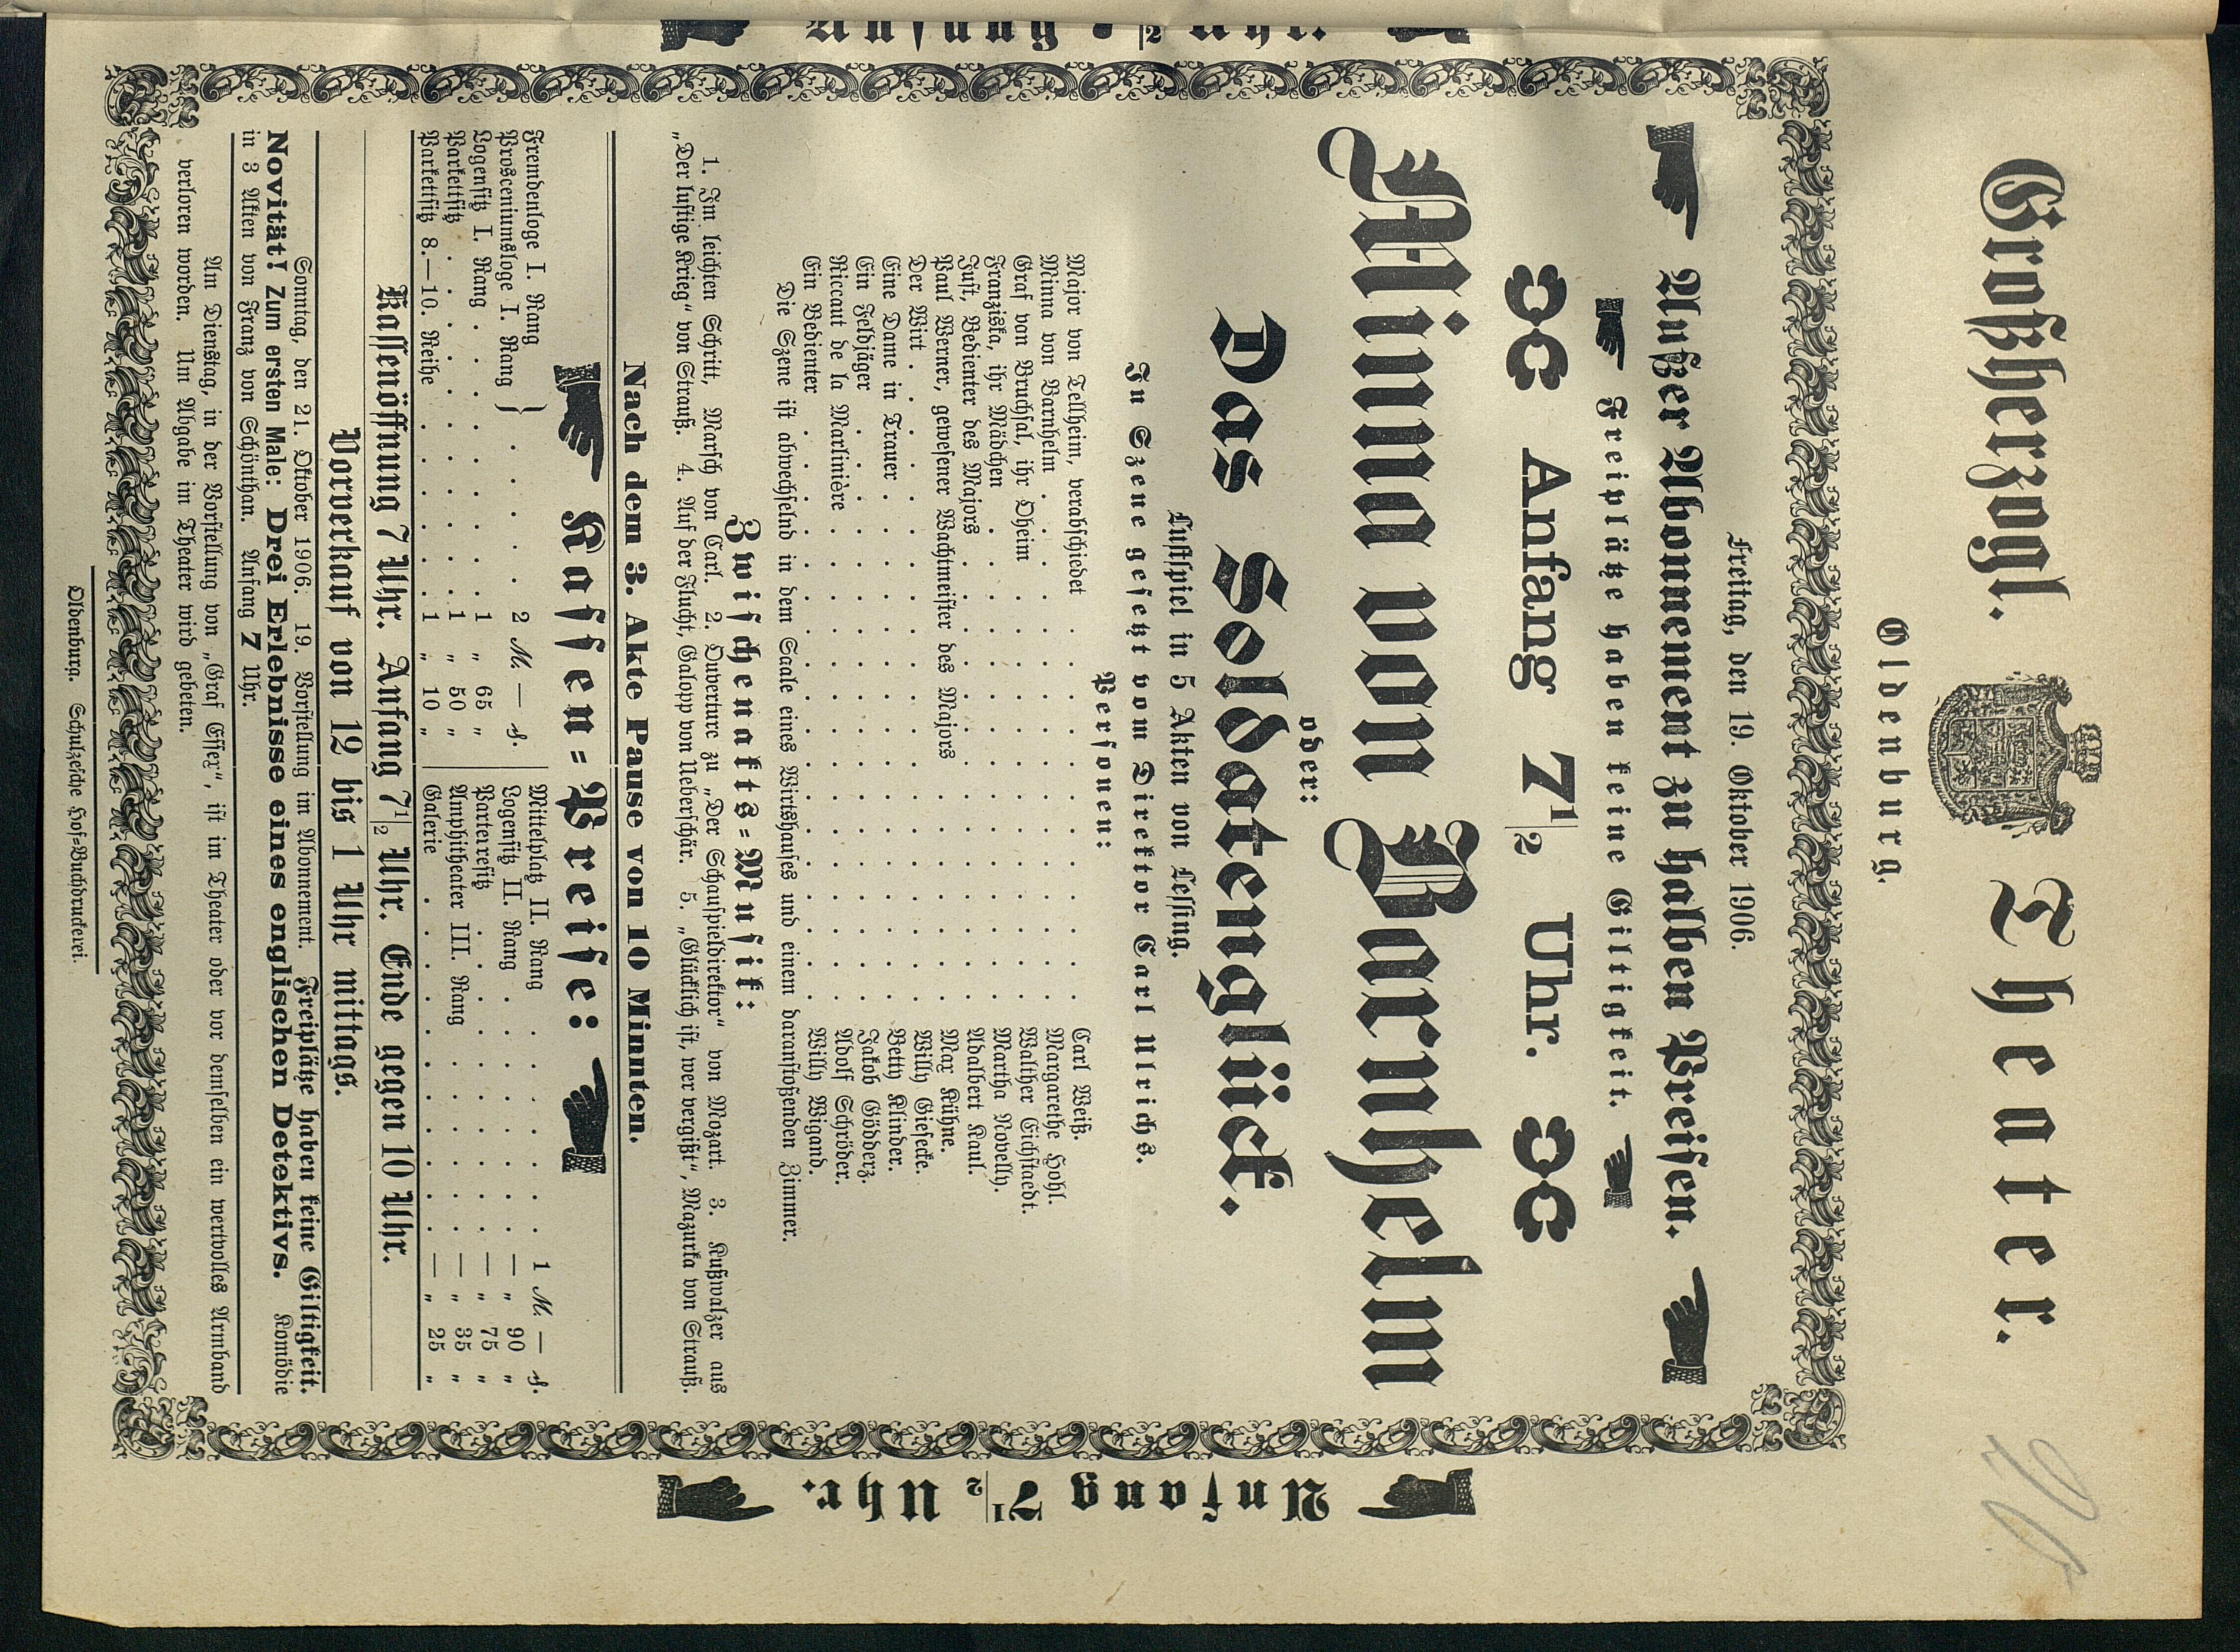 Großherzogl. Theater.
Oldenburg.
Freitag, den 19. Oktober 1906.
Außer Abonnement zu halben Preisen.
Freiplätze haben keine Giltigkeit.
Anfang 7½ Uhr.
Minna von Barnhelm
oder:
Das Soldatenglück.
Lustspiel in 5 Akten von Lessing.
In Szene gesetzt vom Direktor Carl Ulrichs.
Personen:
Major von Tellheim, verabschiedet . . . . . . . . . . Carl Weiß.
Minna von Barnhelm . . . . . . . . . . Margarethe Hohl.
Graf von Bruchsal, ihr Oheim . . . . . . . . . . Walther Eichstaedt.
Franziska, ihr Mädchen . . . . . . . . . . Martha Novelly.
Just, Bedienter des Majors . . . . . . . . . . Adalbert Kaul.
Paul Werner, gewesener Wachtmeister des Majors . . . . . . . . . . Max Kühne.
Der Wirt . . . . . . . . . . Willy Giesecke.
Eine Dame in Trauer . . . . . . . . . . Betty Klinder.
Ein Feldjäger . . . . . . . . . . Jakob Gödderz.
Riccaut de la Marlinière . . . . . . . . . . Adolf Schröder.
Ein Bedienter . . . . . . . . . . Willy Wigand.
Die Szene ist abwechselnd in dem Saale eines Wirtshauses und einem daranstoßenden Zimmer.
Zwischenakts-Musik:
1. Im leichten Schritt, Marsch von Carl. 2. Ouverture zu „Der Schauspieldirektor“ von Mozart. 3. Kußwalzer aus
„Der lustige Krieg“ von Strauß. 4. Auf der Flucht, Galopp von Ueberschär. 5. „Glücklich ist, wer vergißt“, Mazurka von Strauß.
Nach dem 3. Akte Pause von 10 Minuten.
Kassen-Preise:
Fremdenloge I. Rang
Prosceniumsloge I. Rang } . . . . 2 M. — ₰.
Logensitz I. Rang . . . . . . 1 „ 65 „
Parkettsitz . . . . . . . . 1 „ 50 „
Parkettsitz 8.—10. Reihe . . . . . . 1 „ 10 „
Mittelplatz II. Rang . . . . . . 1 M. — ₰.
Logensitz II. Rang . . . . . . — „ 90 „
Parterresitz . . . . . . . — „ 75 „
Amphitheater III. Rang . . . . . . — „ 35 „
Galerie . . . . . . . . — „ 25 „
Kassenöffnung 7 Uhr. Anfang 7½ Uhr. Ende gegen 10 Uhr.
Vorverkauf von 12 bis 1 Uhr mittags.
Sonntag, den 21. Oktober 1906. 19. Vorstellung im Abonnement. Freiplätze haben keine Giltigkeit.
Novität! Zum ersten Male: Drei Erlebnisse eines englischen Detektivs. Komödie
in 3 Akten von Franz von Schönthan. Anfang 7 Uhr.
Am Dienstag, in der Vorstellung von „Graf Essex“, ist im Theater oder vor demselben ein wertvolles Armband
verloren worden. Um Abgabe im Theater wird gebeten.
Oldenburg. Schulzesche Hof-Buchdruckerei.
Anfang 7½ Uhr.